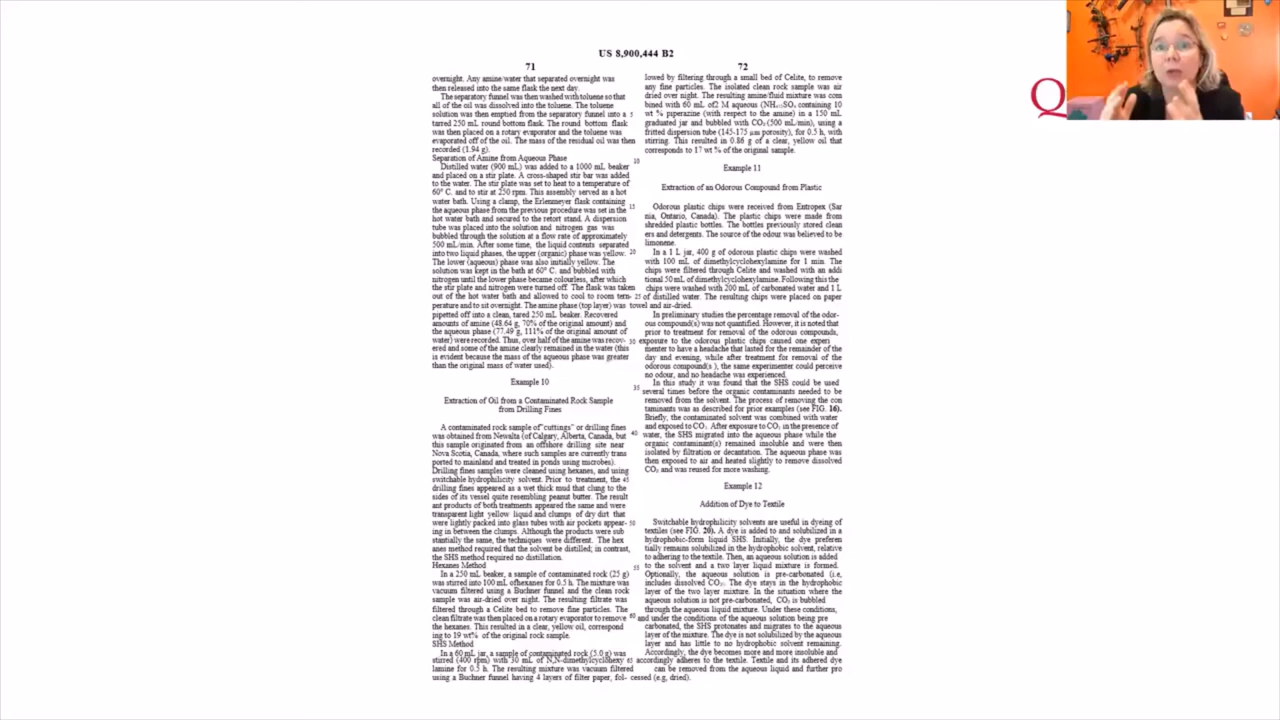 US 8,900,444 B2
71
overnight. Any amine/water that separated overnight was
then released into the same flask the next day.
The separatory funnel was then washed with toluene so that
all of the oil was dissolved into the toluene. The toluene
solution was then emptied from the separatory funnel into a
tarred 250 mL round bottom flask. The round bottom flask
was then placed on a rotary evaporator and the toluene was
evaporated off of the oil. The mass of the residual oil was then
recorded (1.94 g).
Separation of Amine from Aqueous Phase
Distilled water (900 mL) was added to a 1000 mL beaker
and placed on a stir plate. A cross-shaped stir bar was added
to the water. The stir plate was set to heat to a temperature of
60° C. and to stir at 250 rpm. This assembly served as a hot
water bath. Using a clamp, the Erlenmeyer flask containing
the aqueous phase from the previous procedure was set in the
hot water bath and secured to the retort stand. A dispersion
tube was placed into the solution and nitrogen gas was
bubbled through the solution at a flow rate of approximately
500 mL/min. After some time, the liquid contents separated
into two liquid phases, the upper (organic) phase was yellow.
The lower (aqueous) phase was also initially yellow. The
solution was kept in the bath at 60° C. and bubbled with
nitrogen until the lower phase became colourless, after which
the stir plate and nitrogen were turned off. The flask was taken
out of the hot water bath and allowed to cool to room tem-
perature and to sit overnight. The amine phase (top layer) was
pipetted off into a clean, tared 250 mL beaker. Recovered
amounts of amine (48.64 g, 70% of the original amount) and
the aqueous phase (77.49 g, 111% of the original amount of
water) were recorded. Thus, over half of the amine was recov-
ered and some of the amine clearly remained in the water (this
is evident because the mass of the aqueous phase was greater
than the original mass of water used).
Example 10
Extraction of Oil from a Contaminated Rock Sample
from Drilling Fines
A contaminated rock sample of "cuttings" or drilling fines
was obtained from Newalta (of Calgary, Alberta, Canada, but
this sample originated from an offshore drilling site near
Nova Scotia, Canada, where such samples are currently trans
ported to mainland and treated in ponds using microbes).
Drilling fines samples were cleaned using hexanes, and using
switchable hydrophilicity solvent. Prior to treatment, the
drilling fines appeared as a wet thick mud that clung to the
sides of its vessel quite resembling peanut butter. The result
ant products of both treatments appeared the same and were
transparent light yellow liquid and clumps of dry dirt that
were lightly packed into glass tubes with air pockets appear-
ing in between the clumps. Although the products were sub
stantially the same, the techniques were different. The hex
anes method required that the solvent be distilled; in contrast,
the SHS method required no distillation.
Hexanes Method
In a 250 mL beaker, a sample of contaminated rock (25 g)
was stirred into 100 mL ofhexanes for 0.5 h. The mixture was
vacuum filtered using a Buchner funnel and the clean rock
sample was air-dried over night. The resulting filtrate was
filtered through a Celite bed to remove fine particles. The
clean filtrate was then placed on a rotary evaporator to remove
the hexanes. This resulted in a clear, yellow oil, correspond
ing to 19 wt% of the original rock sample.
SHS Method
In a 60 mL jar, a sample of contaminated rock (5.0 g) was
stirred (400 rpm) with 30 mL of N,N-dimethylcyclohexy
lamine for 0.5 h. The resulting mixture was vacuum filtered
using a Buchner funnel having 4 layers of filter paper, fol-
5
10
15
20
25
30
35
40
45
50
55
60
65
72
lowed by filtering through a small bed of Celite, to remove
any fine particles. The isolated clean rock sample was air
dried over night. The resulting amine/fluid mixture was com
bined with 60 mL of2 M aqueous (NH₄)₂SO₄ containing 10
wt % piperazine (with respect to the amine) in a 150 mL
graduated jar and bubbled with CO₂ (500 mL/min), using a
fritted dispersion tube (145-175 µm porosity), for 0.5 h, with
stirring. This resulted in 0.86 g of a clear, yellow oil that
corresponds to 17 wt % of the original sample.
Example 11
Extraction of an Odorous Compound from Plastic
Odorous plastic chips were received from Entropex (Sar
nia, Ontario, Canada). The plastic chips were made from
shredded plastic bottles. The bottles previously stored clean
ers and detergents. The source of the odour was believed to be
limonene.
In a 1 L jar, 400 g of odorous plastic chips were washed
with 100 mL of dimethylcyclohexylamine for 1 min. The
chips were filtered through Celite and washed with an addi
tional 50 mL of dimethylcyclohexylamine. Following this the
chips were washed with 200 mL of carbonated water and 1 L
of distilled water. The resulting chips were placed on paper
towel and air-dried.
In preliminary studies the percentage removal of the odor-
ous compound(s) was not quantified. However, it is noted that
prior to treatment for removal of the odorous compounds,
exposure to the odorous plastic chips caused one experi
menter to have a headache that lasted for the remainder of the
day and evening, while after treatment for removal of the
odorous compound(s ), the same experimenter could perceive
no odour, and no headache was experienced.
In this study it was found that the SHS could be used
several times before the organic contaminants needed to be
removed from the solvent. The process of removing the con
taminants was as described for prior examples (see FIG. 16).
Briefly, the contaminated solvent was combined with water
and exposed to CO₂. After exposure to CO₂ in the presence of
water, the SHS migrated into the aqueous phase while the
organic contaminant(s) remained insoluble and were then
isolated by filtration or decantation. The aqueous phase was
then exposed to air and heated slightly to remove dissolved
CO₂ and was reused for more washing.
Example 12
Addition of Dye to Textile
Switchable hydrophilicity solvents are useful in dyeing of
textiles (see FIG. 20). A dye is added to and solubilized in a
hydrophobic-form liquid SHS. Initially, the dye preferen
tially remains solubilized in the hydrophobic solvent, relative
to adhering to the textile. Then, an aqueous solution is added
to the solvent and a two layer liquid mixture is formed.
Optionally, the aqueous solution is pre-carbonated (i.e,
includes dissolved CO₂. The dye stays in the hydrophobic
layer of the two layer mixture. In the situation where the
aqueous solution is not pre-carbonated, CO₂ is bubbled
through the aqueous liquid mixture. Under these conditions,
and under the conditions of the aqueous solution being pre
carbonated, the SHS protonates and migrates to the aqueous
layer of the mixture. The dye is not solubilized by the aqueous
layer and has little to no hydrophobic solvent remaining.
Accordingly, the dye becomes more and more insoluble and
accordingly adheres to the textile. Textile and its adhered dye
can be removed from the aqueous liquid and further pro
cessed (e.g, dried).
Q